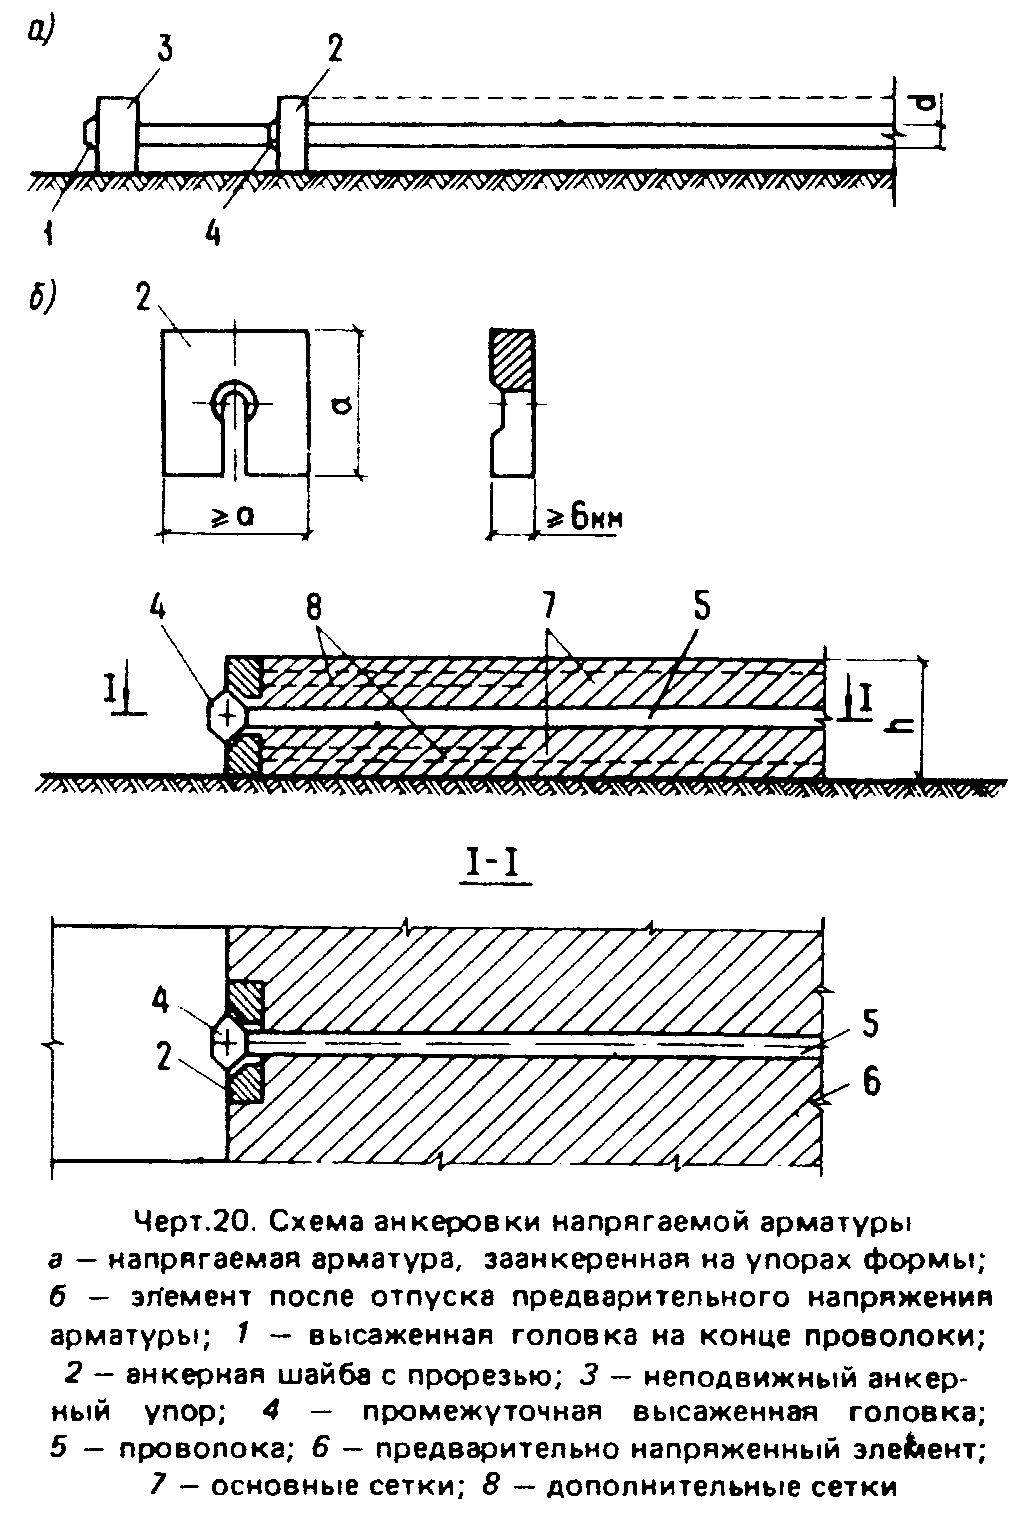 а)
3 2
d
1 4
б) 2
а
≥а ≥6мм
4 8 7 5
I I
h
I-I
4
5
2
6
Черт.20. Схема анкеровки напрягаемой арматуры
а — напрягаемая арматура, заанкеренная на упорах формы;
б — элемент после отпуска предварительного напряжения
арматуры; 1 — высаженная головка на конце проволоки;
2 — анкерная шайба с прорезью; 3 — неподвижный анкер-
ный упор; 4 — промежуточная высаженная головка;
5 — проволока; 6 — предварительно напряженный элемент;
7 — основные сетки; 8 — дополнительные сетки